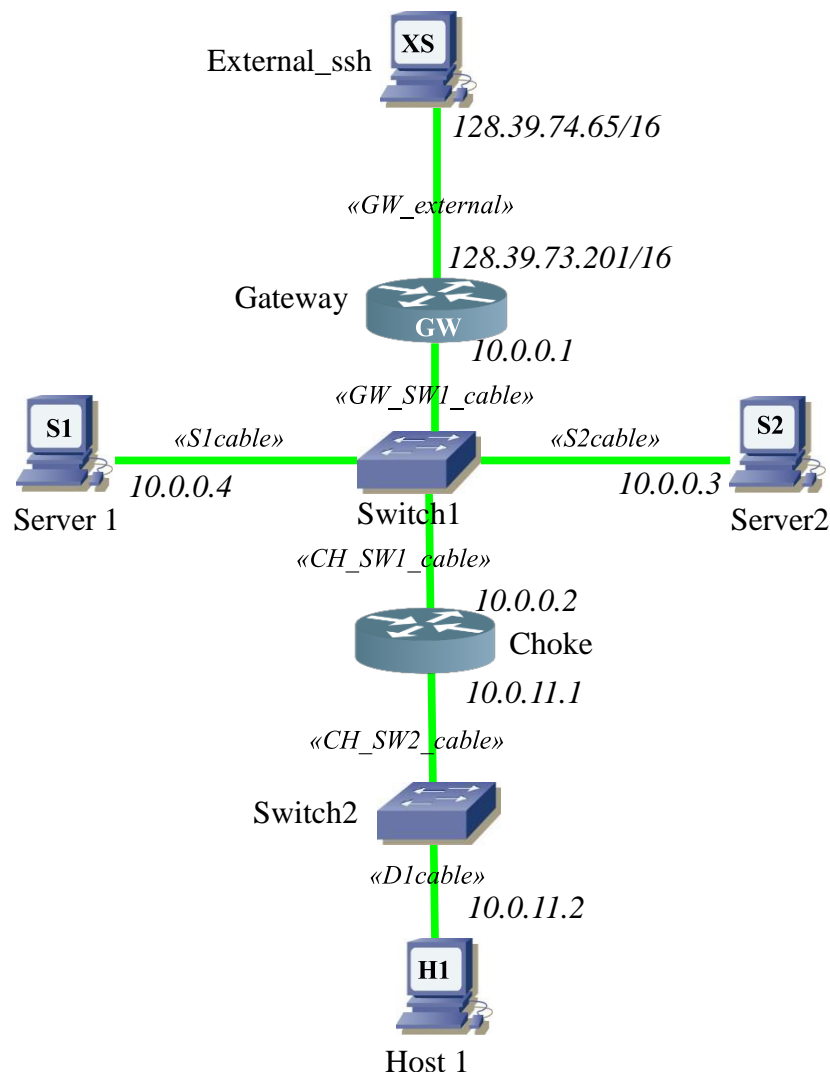 XS
External_ssh
128.39.74.65/16
«GW_external»
128.39.73.201/16
Gateway
GW
10.0.0.1
«GW_SW1_cable»
S1
«S1cable»
«S2cable»
S2
10.0.0.4
10.0.0.3
Server 1
Switch1
Server2
«CH_SW1_cable»
10.0.0.2
Choke
10.0.11.1
«CH_SW2_cable»
Switch2
«D1cable»
10.0.11.2
H1
Host 1